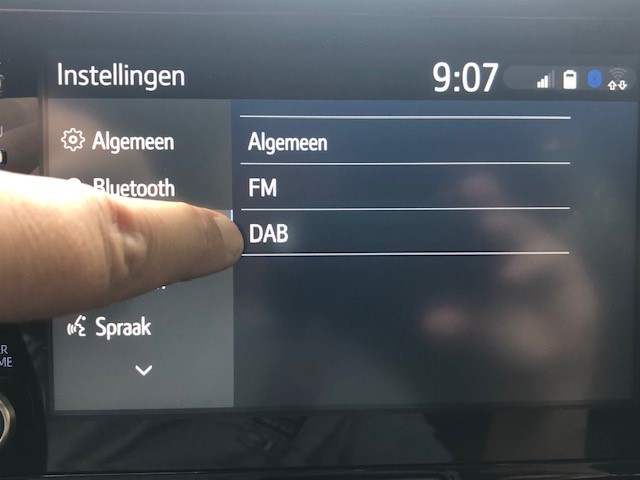 Instellingen
9:07
Algemeen
Bluetooth
Spraak
Algemeen
FM
DAB